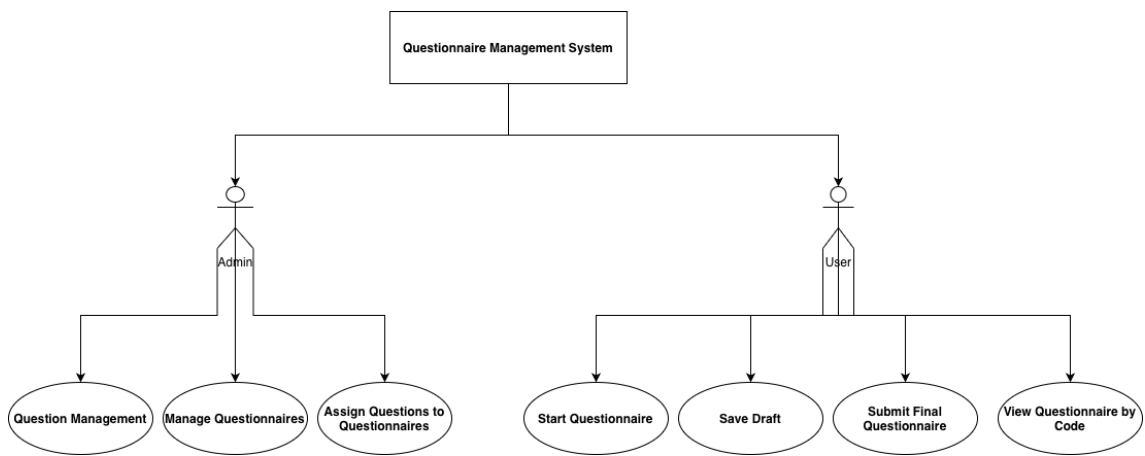 Questionnaire Management System
Admin
User
Question Management
Manage Questionnaires
Assign Questions to
Questionnaires
Start Questionnaire
Save Draft
Submit Final
Questionnaire
View Questionnaire by
Code